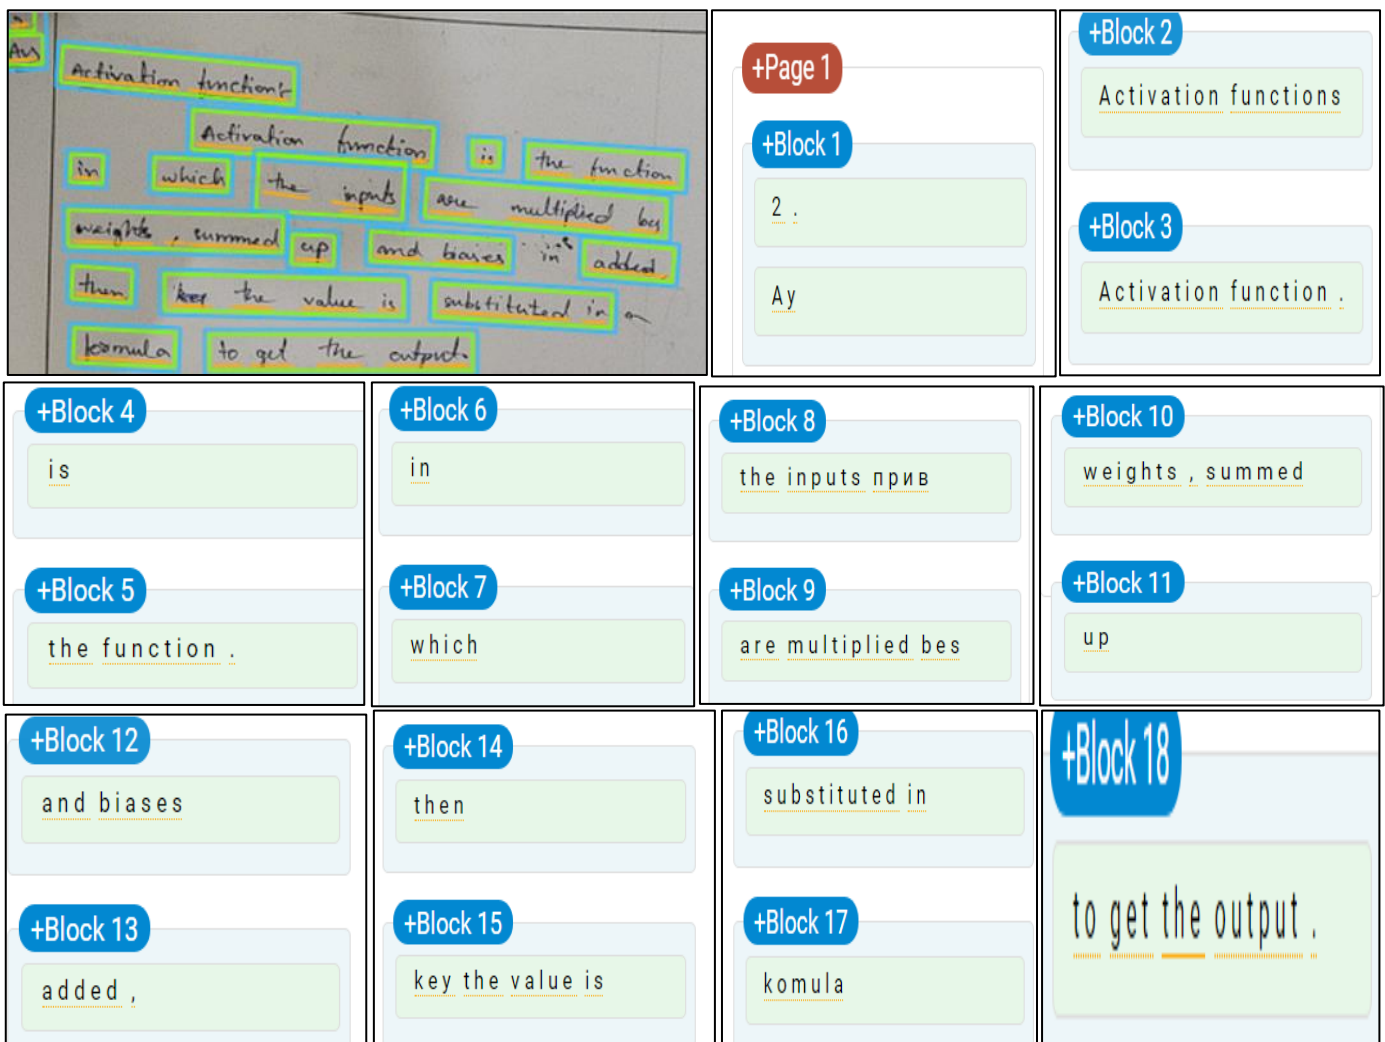 Ans
Activation functions
Activation function is the function
in which the inputs are multiplied by
weights, summed up and biases in added,
then the value is substituted in a
formula to get the output.
+Page 1
+Block 1
2 .
Ay
+Block 2
Activation functions
+Block 3
Activation function .
+Block 4
is
+Block 5
the function .
+Block 6
in
+Block 7
which
+Block 8
the inputs прив
+Block 9
are multiplied bes
+Block 10
weights , summed
+Block 11
up
+Block 12
and biases
+Block 13
added ,
+Block 14
then
+Block 15
key the value is
+Block 16
substituted in
+Block 17
komula
+Block 18
to get the output .